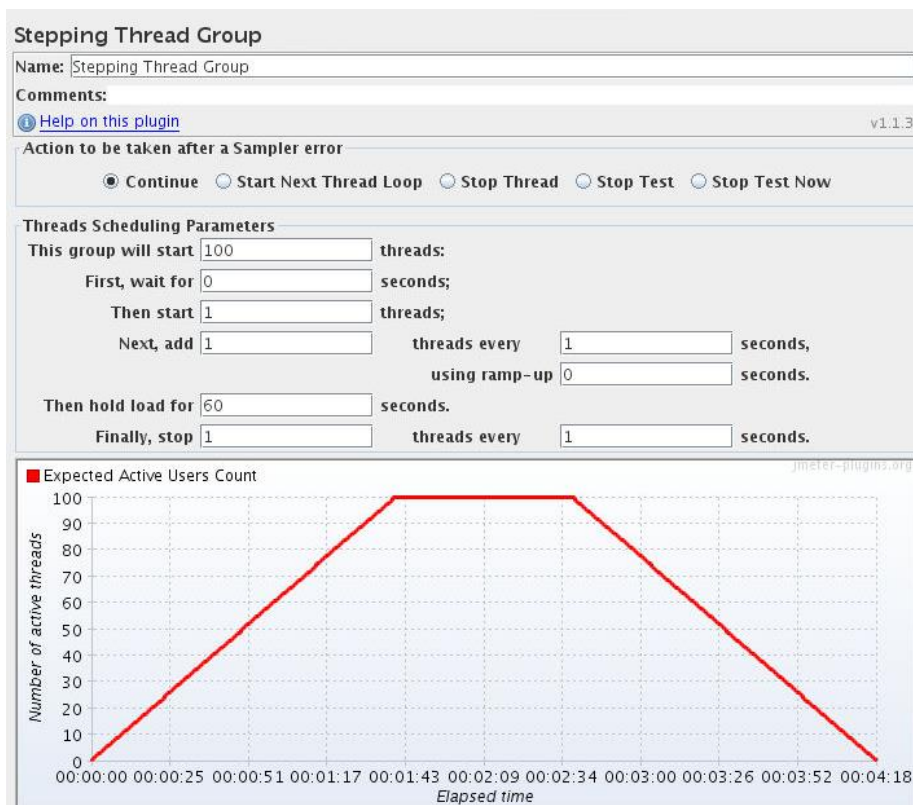 Stepping Thread Group
Name: Stepping Thread Group
Comments:
Help on this plugin
v1.1.3
Action to be taken after a Sampler error
Continue Start Next Thread Loop Stop Thread Stop Test Stop Test Now
Threads Scheduling Parameters
This group will start 100 threads:
First, wait for 0 seconds;
Then start 1 threads;
Next, add 1 threads every 1 seconds,
using ramp-up 0 seconds.
Then hold load for 60 seconds.
Finally, stop 1 threads every 1 seconds.
jmeter-plugins.org
Expected Active Users Count
100
90
80
70
60
50
40
30
20
10
0
Number of active threads
00:00:00 00:00:25 00:00:51 00:01:17 00:01:43 00:02:09 00:02:34 00:03:00 00:03:26 00:03:52 00:04:18
Elapsed time